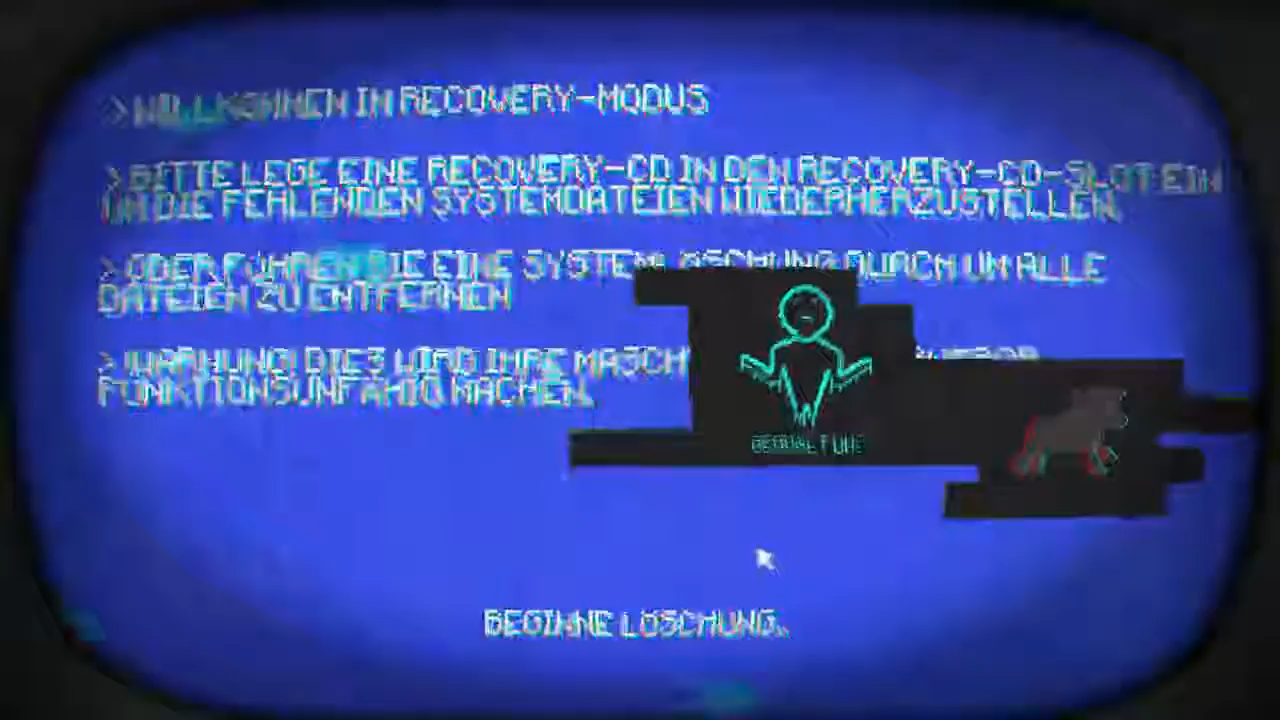 > WILLKOMMEN IN RECOVERY-MODUS
> BITTE LEGE EINE RECOVERY-CD IN DEN RECOVERY-CD-SLOT EIN
UM DIE FEHLENDEN SYSTEMDATEIEN WIEDERHERZUSTELLEN.
> ODER FÜHREN SIE EINE SYSTEM LÖSCHUNG DURCH UM ALLE
DATEIEN ZU ENTFERNEN
> WARNUNG! DIES WIRD IHRE
FUNKTIONSUNFÄHIG MACHEN.
BEGINNE LÖSCHUNG..